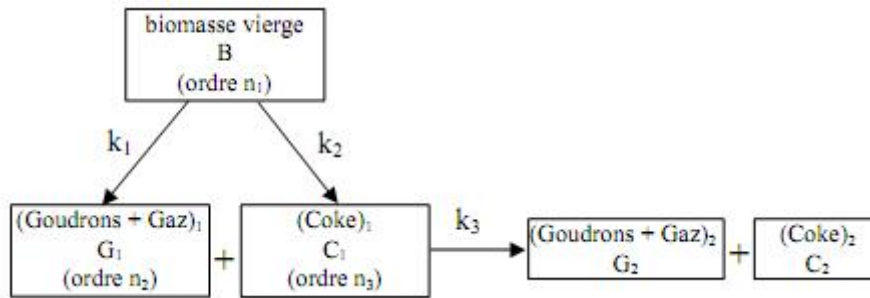 biomasse vierge
B
(ordre n₁)
k₁
k₂
(Goudrons + Gaz)₁
G₁
(ordre n₂)
+
(Coke)₁
C₁
(ordre n₃)
k₃
(Goudrons + Gaz)₂
G₂
+
(Coke)₂
C₂